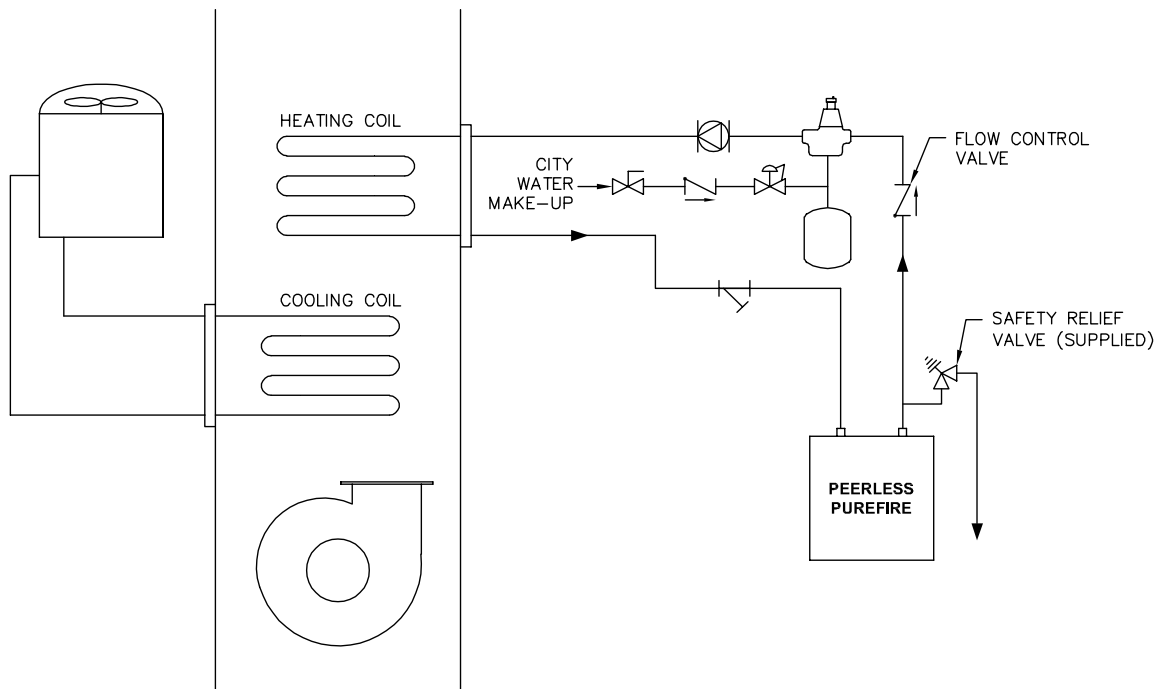 HEATING COIL
CITY
WATER
MAKE-UP
FLOW CONTROL
VALVE
COOLING COIL
SAFETY RELIEF
VALVE (SUPPLIED)
PEERLESS
PUREFIRE